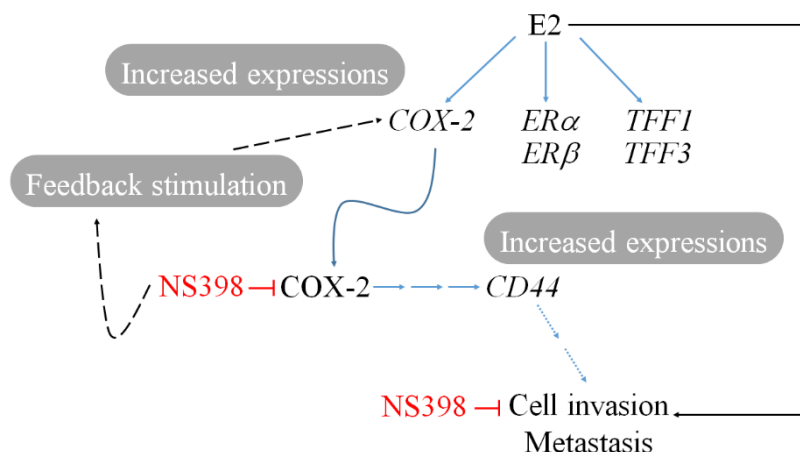 E2
Increased expressions
COX-2 ERα TFF1
ERβ TFF3
Feedback stimulation
Increased expressions
NS398 COX-2 CD44
NS398 Cell invasion
Metastasis